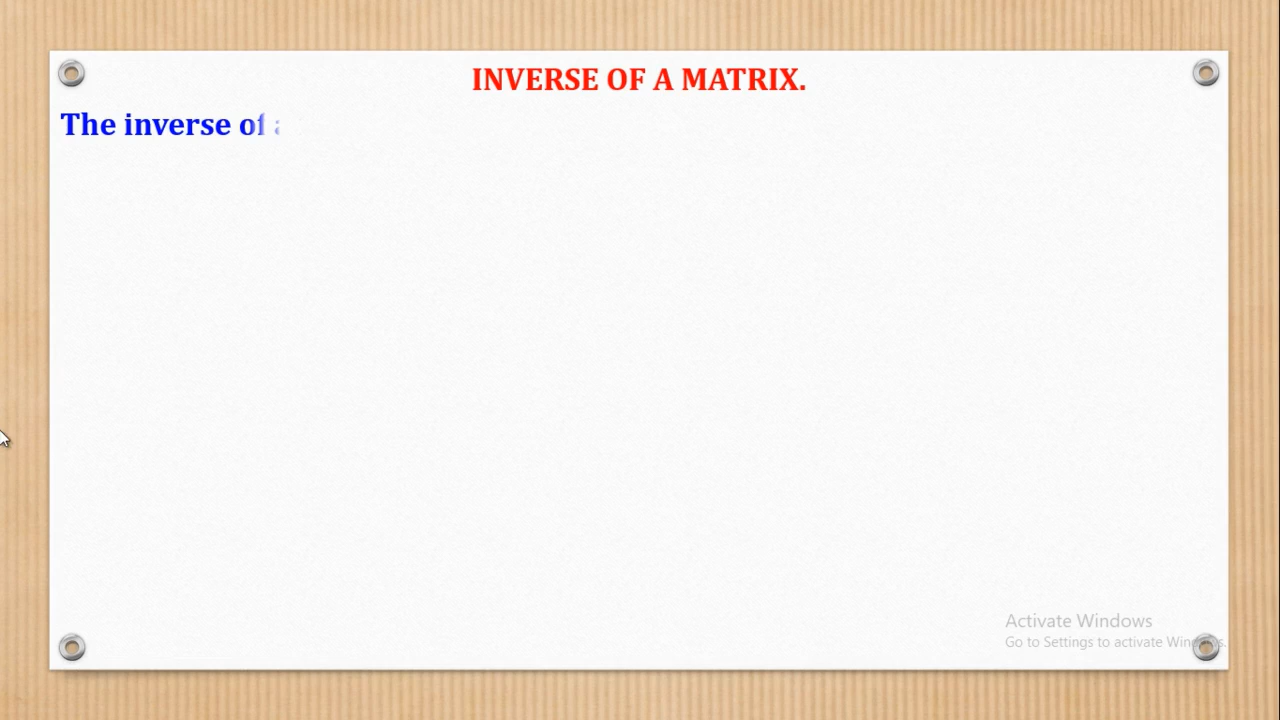 INVERSE OF A MATRIX.
The inverse of
Activate Windows
Go to Settings to activate Windows.